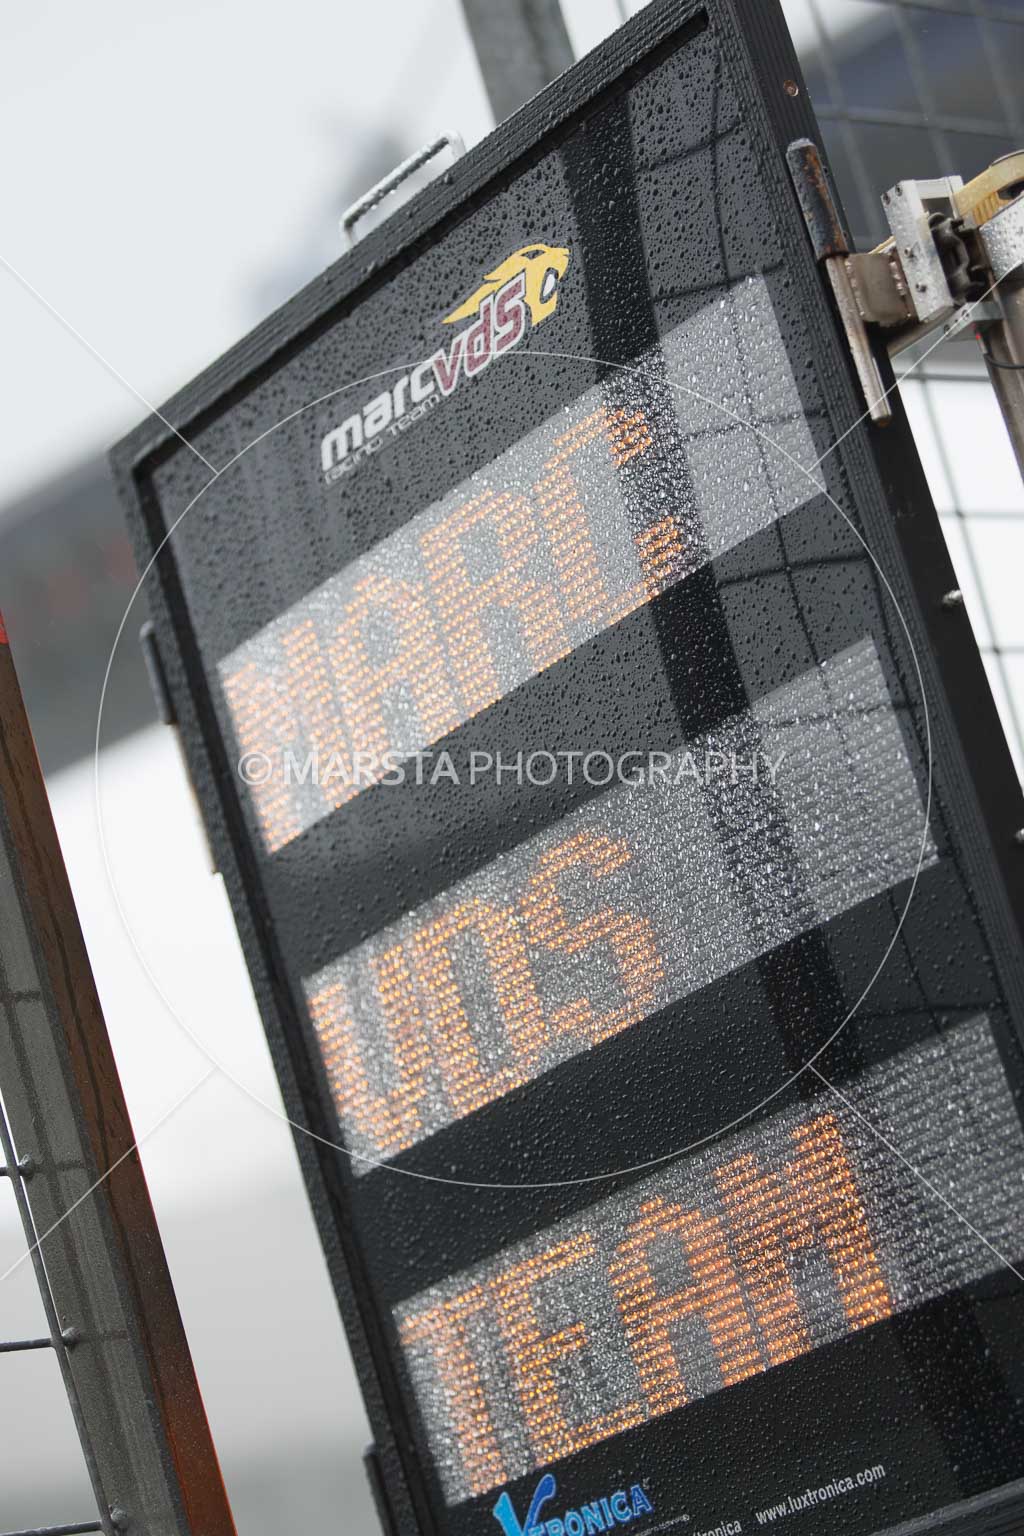 marcvds
racing team
MARC
© MARSTA PHOTOGRAPHY
VDS
TEAM
VERONICA
www.luxtronica.com